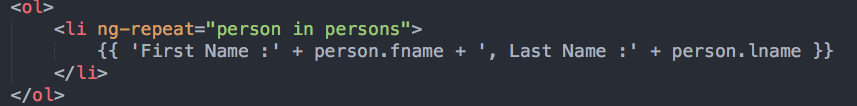 <ol>
<li ng-repeat="person in persons">
{{ 'First Name :' + person.fname + ', Last Name :' + person.lname }}
</li>
</ol>